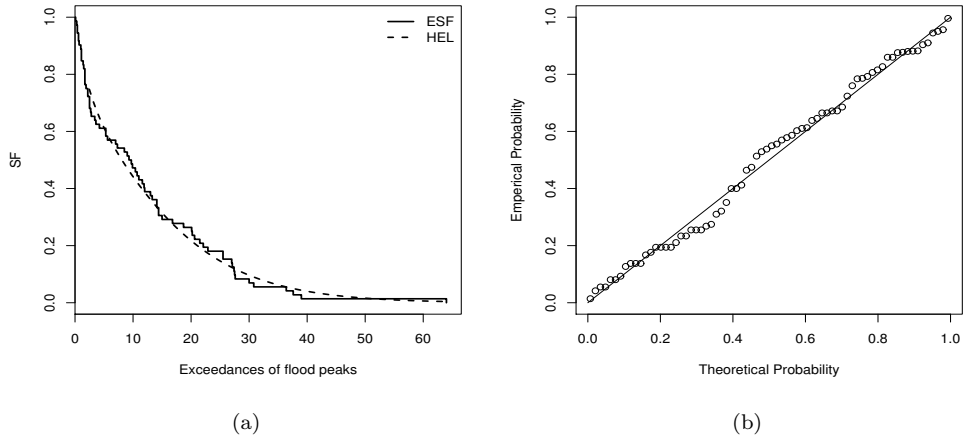 1.0
0.8
0.6
0.4
0.2
0.0
SF
ESF
HEL
0 10 20 30 40 50 60
Exceedances of flood peaks
(a)
1.0
0.8
0.6
0.4
0.2
0.0
Emperical Probability
0.0 0.2 0.4 0.6 0.8 1.0
Theoretical Probability
(b)